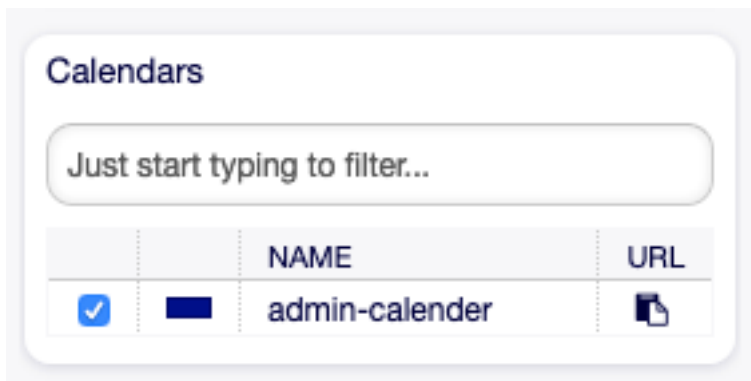 Calendars
Just start typing to filter...
NAME URL
admin-calender